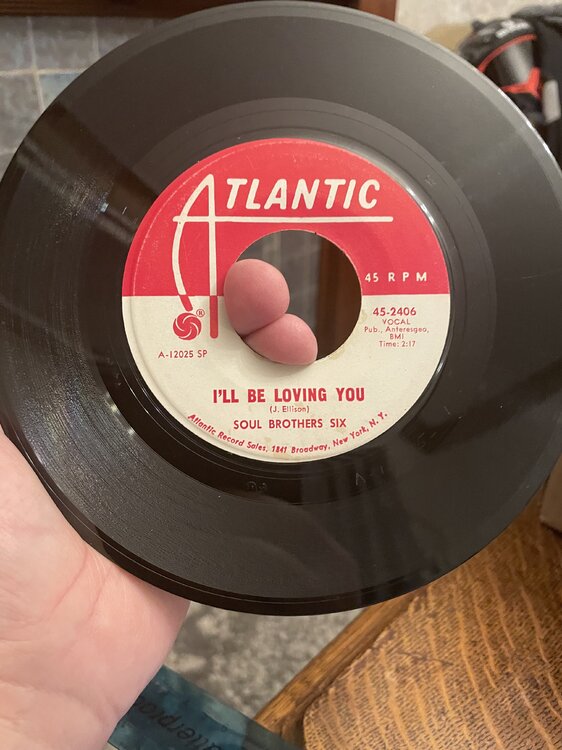 ATLANTIC
45 RPM
®
45-2406
VOCAL
Pub., Anteresgeo,
BMI
Time: 2:17
A-12025 SP
I'LL BE LOVING YOU
(J. Ellison)
SOUL BROTHERS SIX
Atlantic Record Sales, 1841 Broadway, New York, N. Y.